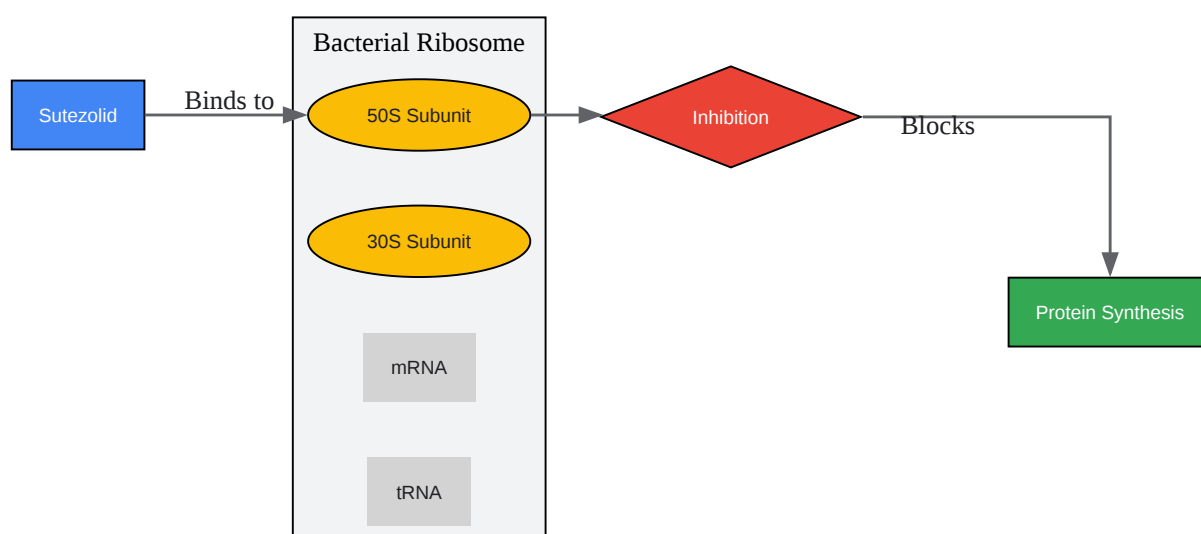 Bacterial Ribosome
Sutezolid
Binds to
50S Subunit
Inhibition
Blocks
30S Subunit
Protein Synthesis
mRNA
tRNA